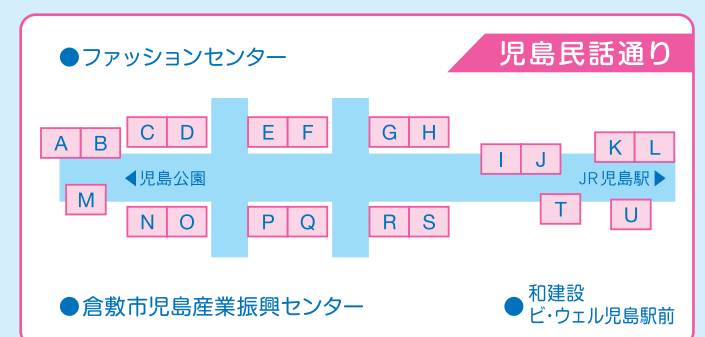 児島民話通り
●ファッションセンター
A B C D E F G H
I J K L
◀児島公園
JR児島駅▶
M N O P Q R S T U
●倉敷市児島産業振興センター
●和建設
ビ・ウェル児島駅前